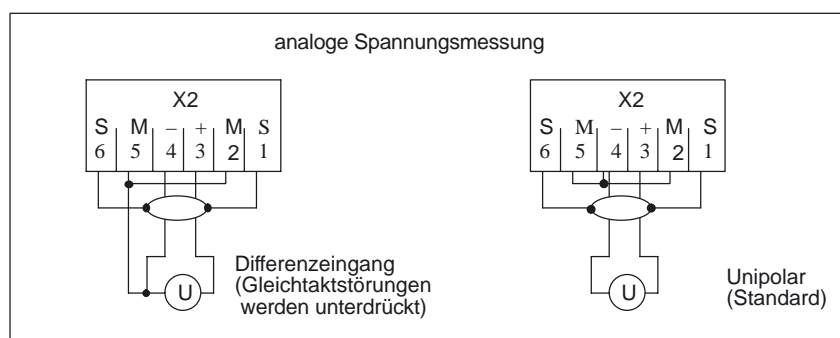 analoge Spannungsmessung
X2
S M – + M S
6 5 4 3 2 1
U
Differenzeingang
(Gleichtaktstörungen
werden unterdrückt)
X2
S M – + M S
6 5 4 3 2 1
U
Unipolar
(Standard)